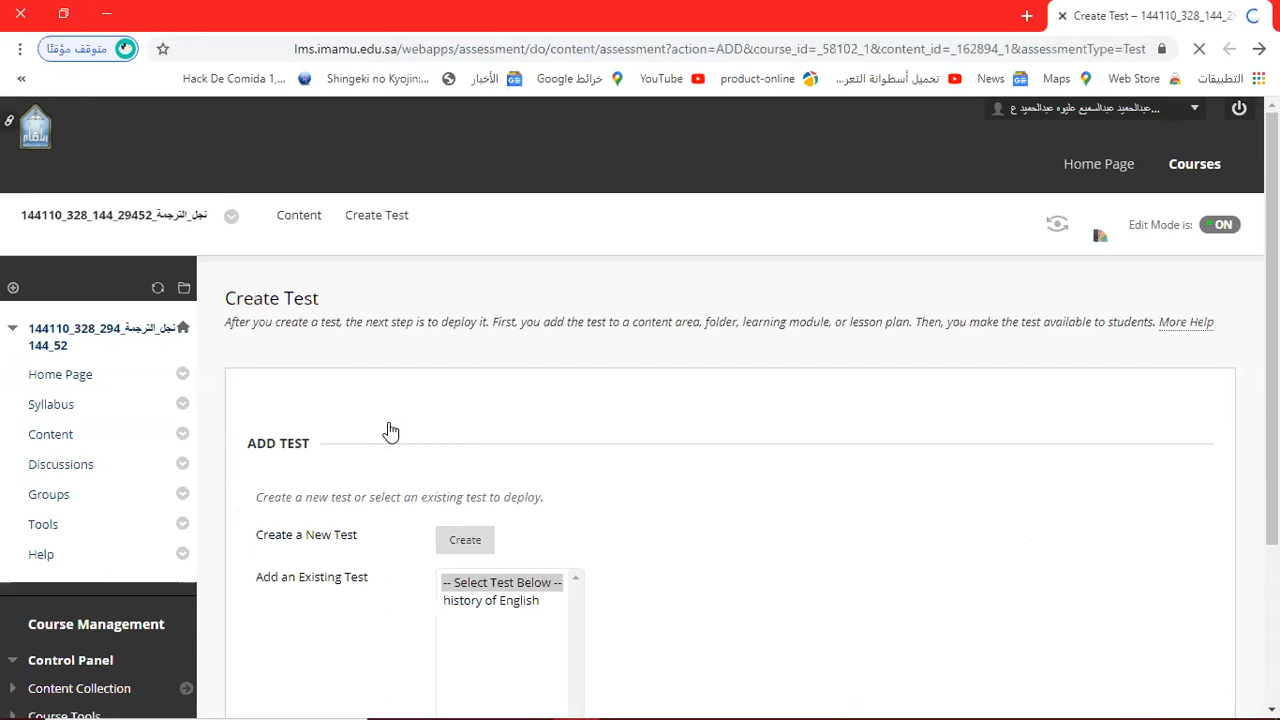 Create Test – 144110_328_144_2
متوقف مؤقتًا
lms.imamu.edu.sa/webapps/assessment/do/content/assessment?action=ADD&course_id=_58102_1&content_id=_162894_1&assessmentType=Test
«
Hack De Comida 1,...
Shingeki no Kyojin:...
الأخبار
خرائط Google
YouTube
product-online
تحميل أسطوانة التعر...
News
Maps
Web Store
التطبيقات
عبدالحميد عبدالسميع عليوه عبدالحميد ع...
Home Page
Courses
144110_328_144_29452_نجل_الترجمة
Content
Create Test
Edit Mode is:
ON
144110_328_294_نجل_الترجمة
144_52
Home Page
Syllabus
Content
Discussions
Groups
Tools
Help
Course Management
Control Panel
Content Collection
Course Tools
Create Test
After you create a test, the next step is to deploy it. First, you add the test to a content area, folder, learning module, or lesson plan. Then, you make the test available to students. More Help
ADD TEST
Create a new test or select an existing test to deploy.
Create a New Test
Create
Add an Existing Test
-- Select Test Below --
history of English